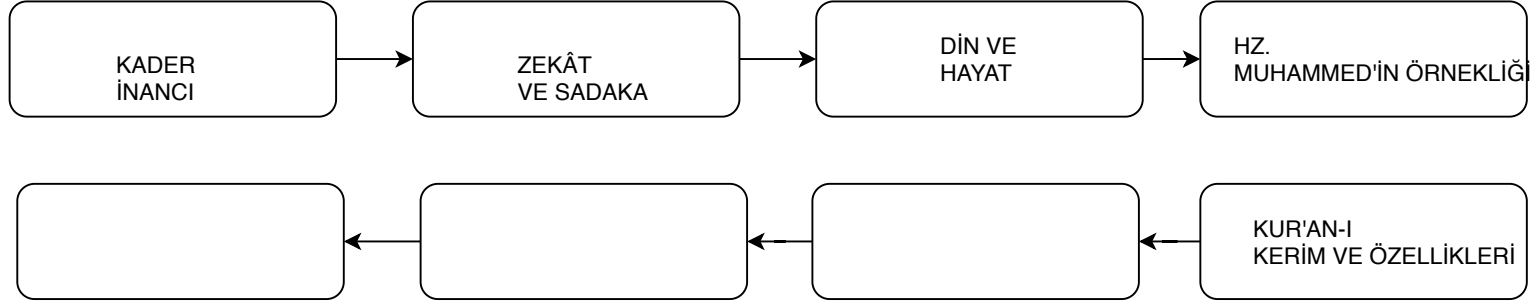 KADER
İNANCI
ZEKÂT
VE SADAKA
DİN VE
HAYAT
HZ.
MUHAMMED'İN ÖRNEKLİĞİ
KUR'AN-I
KERİM VE ÖZELLİKLERİ